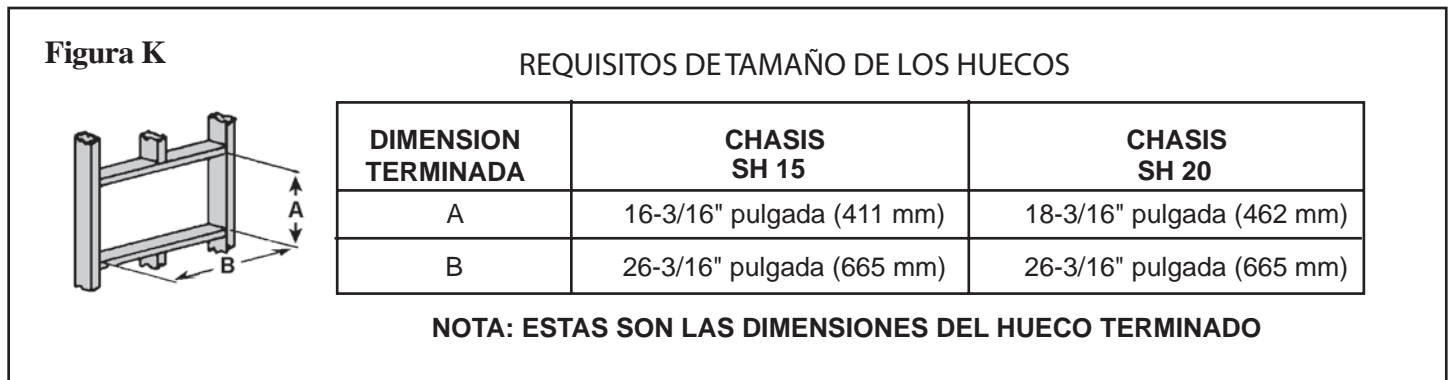 Figura K
REQUISITOS DE TAMAÑO DE LOS HUECOS
DIMENSION TERMINADA CHASIS SH 15 CHASIS SH 20
A 16-3/16" pulgada (411 mm) 18-3/16" pulgada (462 mm)
B 26-3/16" pulgada (665 mm) 26-3/16" pulgada (665 mm)
A
B
NOTA: ESTAS SON LAS DIMENSIONES DEL HUECO TERMINADO